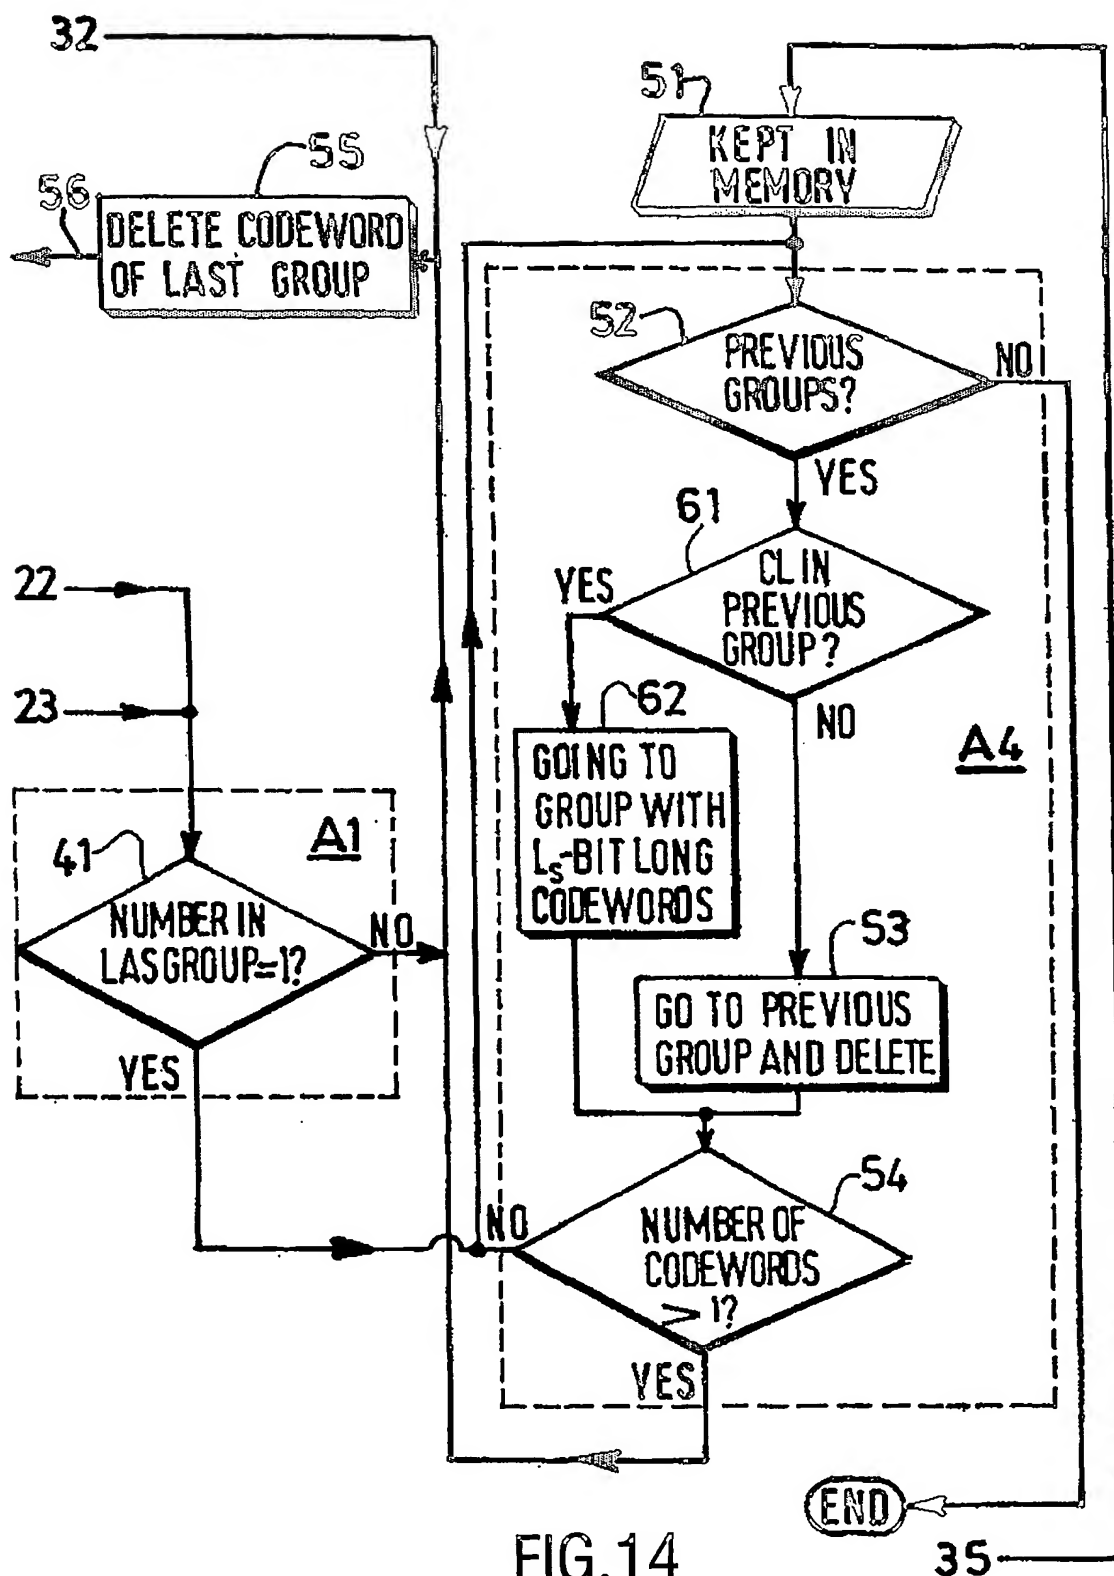 32
51
KEPT IN
MEMORY
55
56
DELETE CODEWORD
OF LAST GROUP
52
PREVIOUS
GROUPS?
NO
YES
61
CL IN
PREVIOUS
GROUP?
YES
NO
22
23
62
GOING TO
GROUP WITH
Ls-BIT LONG
CODEWORDS
A4
A1
41
NUMBER IN
LASGROUP=1?
NO
YES
53
GO TO PREVIOUS
GROUP AND DELETE
54
NUMBER OF
CODEWORDS
> 1?
NO
YES
END
FIG.14
35